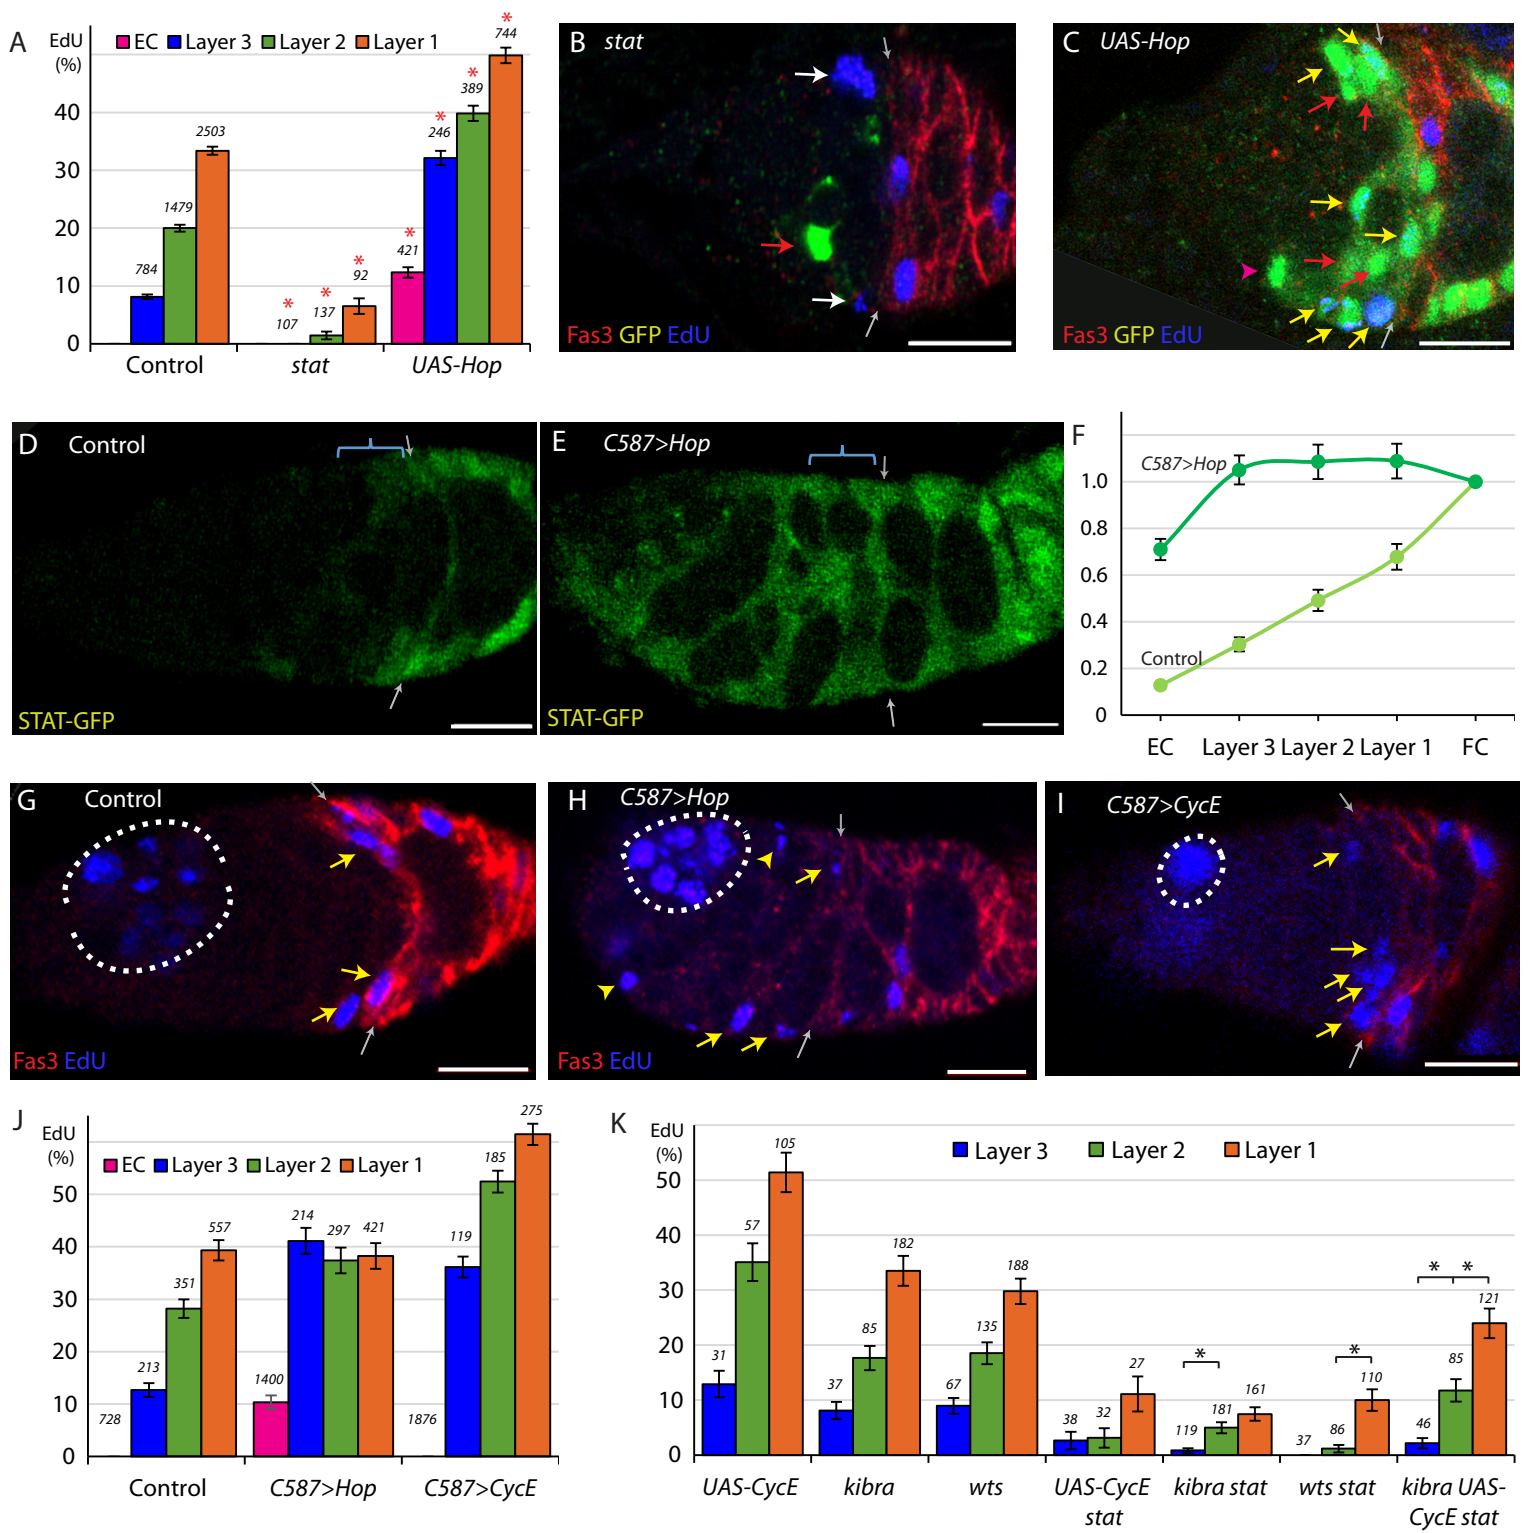 A
EdU
(%)
EC Layer 3 Layer 2 Layer 1
40
30
20
10
0
784
1479
2503
*
107
*
137
*
92
*
421
*
246
*
389
*
744
Control
stat
UAS-Hop
B stat
Fas3 GFP EdU
C UAS-Hop
Fas3 GFP EdU
D Control
STAT-GFP
E C587>Hop
STAT-GFP
F
C587>Hop
Control
1.0
0.8
0.6
0.4
0.2
0
EC Layer 3 Layer 2 Layer 1 FC
G Control
Fas3 EdU
H C587>Hop
Fas3 EdU
I C587>CycE
J
EdU
(%)
EC Layer 3 Layer 2 Layer 1
50
40
30
20
10
0
728
213
351
557
1400
214
297
421
1876
119
185
275
Control
C587>Hop
C587>CycE
K
EdU
(%)
Layer 3 Layer 2 Layer 1
50
40
30
20
10
0
31
57
105
37
85
182
67
135
188
38
32
27
119
181
161
*
37
86
110
*
46
85
121
* *
UAS-CycE
kibra
wts
UAS-CycE
stat
kibra stat
wts stat
kibra UAS-
CycE stat